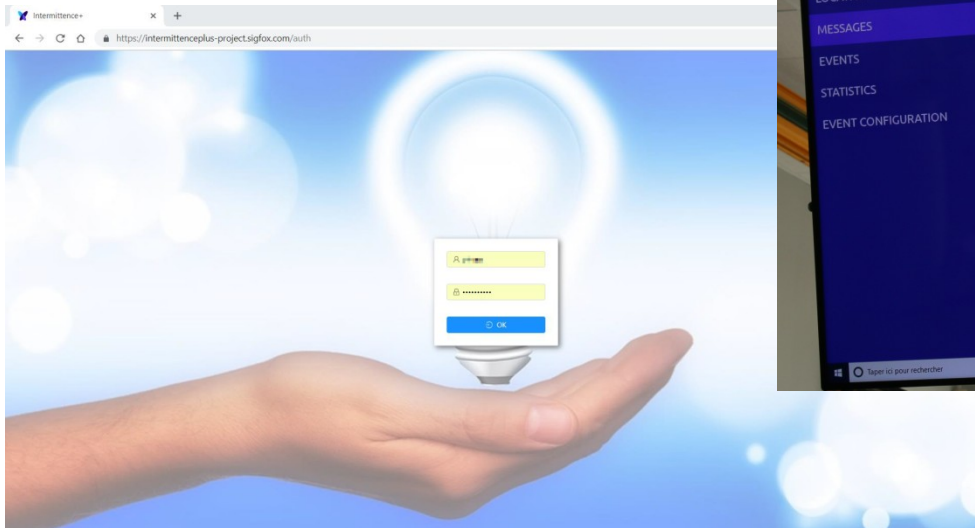 Intermittence+
https://intermittenceplus-project.sigfox.com/auth
OK
MESSAGES
EVENTS
STATISTICS
EVENT CONFIGURATION
Taper ici pour rechercher